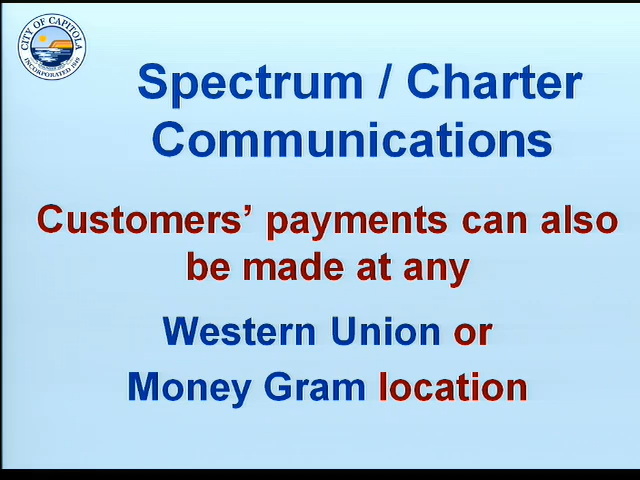 CITY OF CAPITOLA
INCORPORATED 1949
Spectrum / Charter
Communications
Customers' payments can also
be made at any
Western Union or
Money Gram location